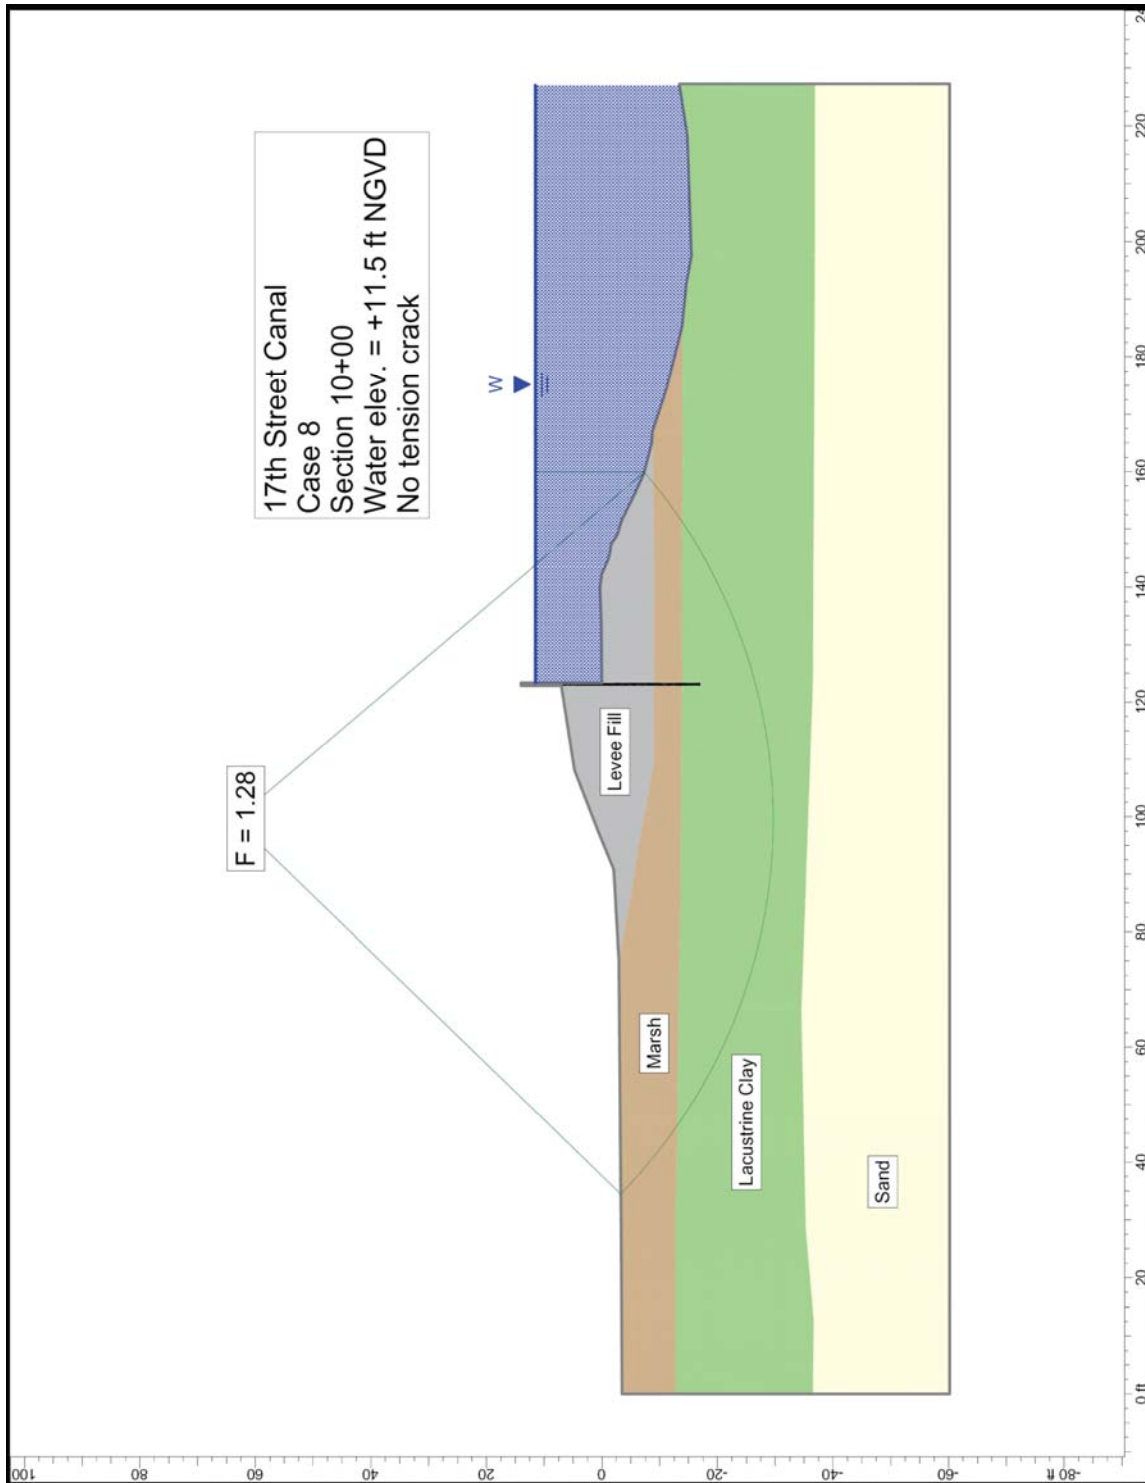 17th Street Canal
Case 8
Section 10+00
Water elev. = +11.5 ft NGVD
No tension crack
F = 1.28
W
Levee Fill
Marsh
Lacustrine Clay
Sand
100
80
60
40
20
0
-20
-40
-60
-80 ft
0 ft
20
40
60
80
100
120
140
160
180
200
220